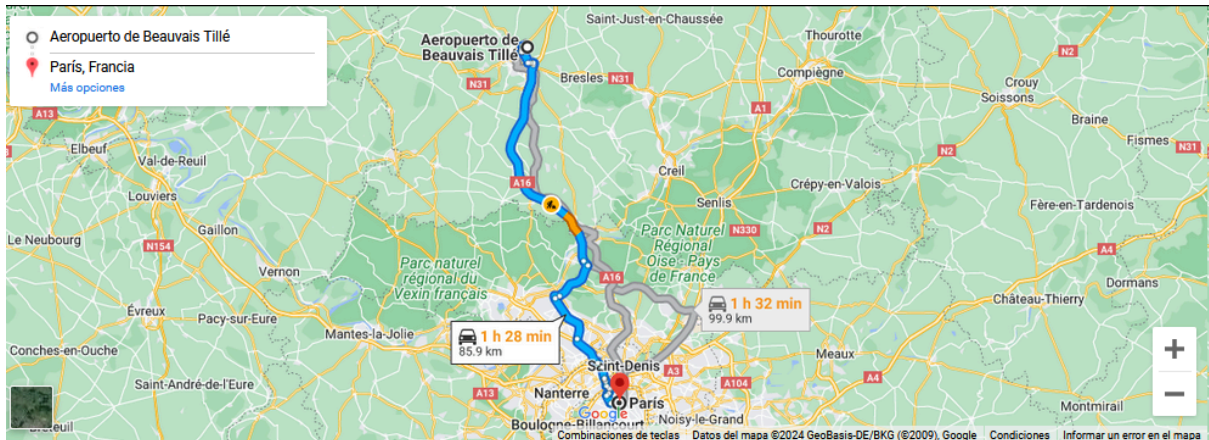 Aeropuerto de Beauvais Tillé
París, Francia
Más opciones
Saint-Just-en-Chaussée
Thourotte
Aeropuerto de
Beauvais Tillé
Bresles
N31
N31
Compiègne
Crouy
Soissons
A13
A1
Braine
N2
Fismes
N31
Elbeuf
Val-de-Reuil
Creil
Louviers
A16
Crépy-en-Valois
N2
Senlis
Fère-en-Tardenois
Gaillon
Le Neubourg
N154
Parc Naturel
Régional
Oise - Pays
de France
N330
N2
A4
Parc naturel
régional du
Vexin français
Vernon
A16
Dormans
1 h 32 min
99.9 km
Château-Thierry
Évreux
Pacy-sur-Eure
Mantes-la-Jolie
1 h 28 min
85.9 km
Conches-en-Ouche
Saint-Denis
A3
Meaux
Saint-André-de-l'Eure
A104
A4
Nanterre
A13
París
Montmirail
Google
Noisy-le-Grand
Breteuil
Boulogne-Billancourt
Combinaciones de teclas Datos del mapa ©2024 GeoBasis-DE/BKG (©2009), Google Condiciones Informar un error en el mapa